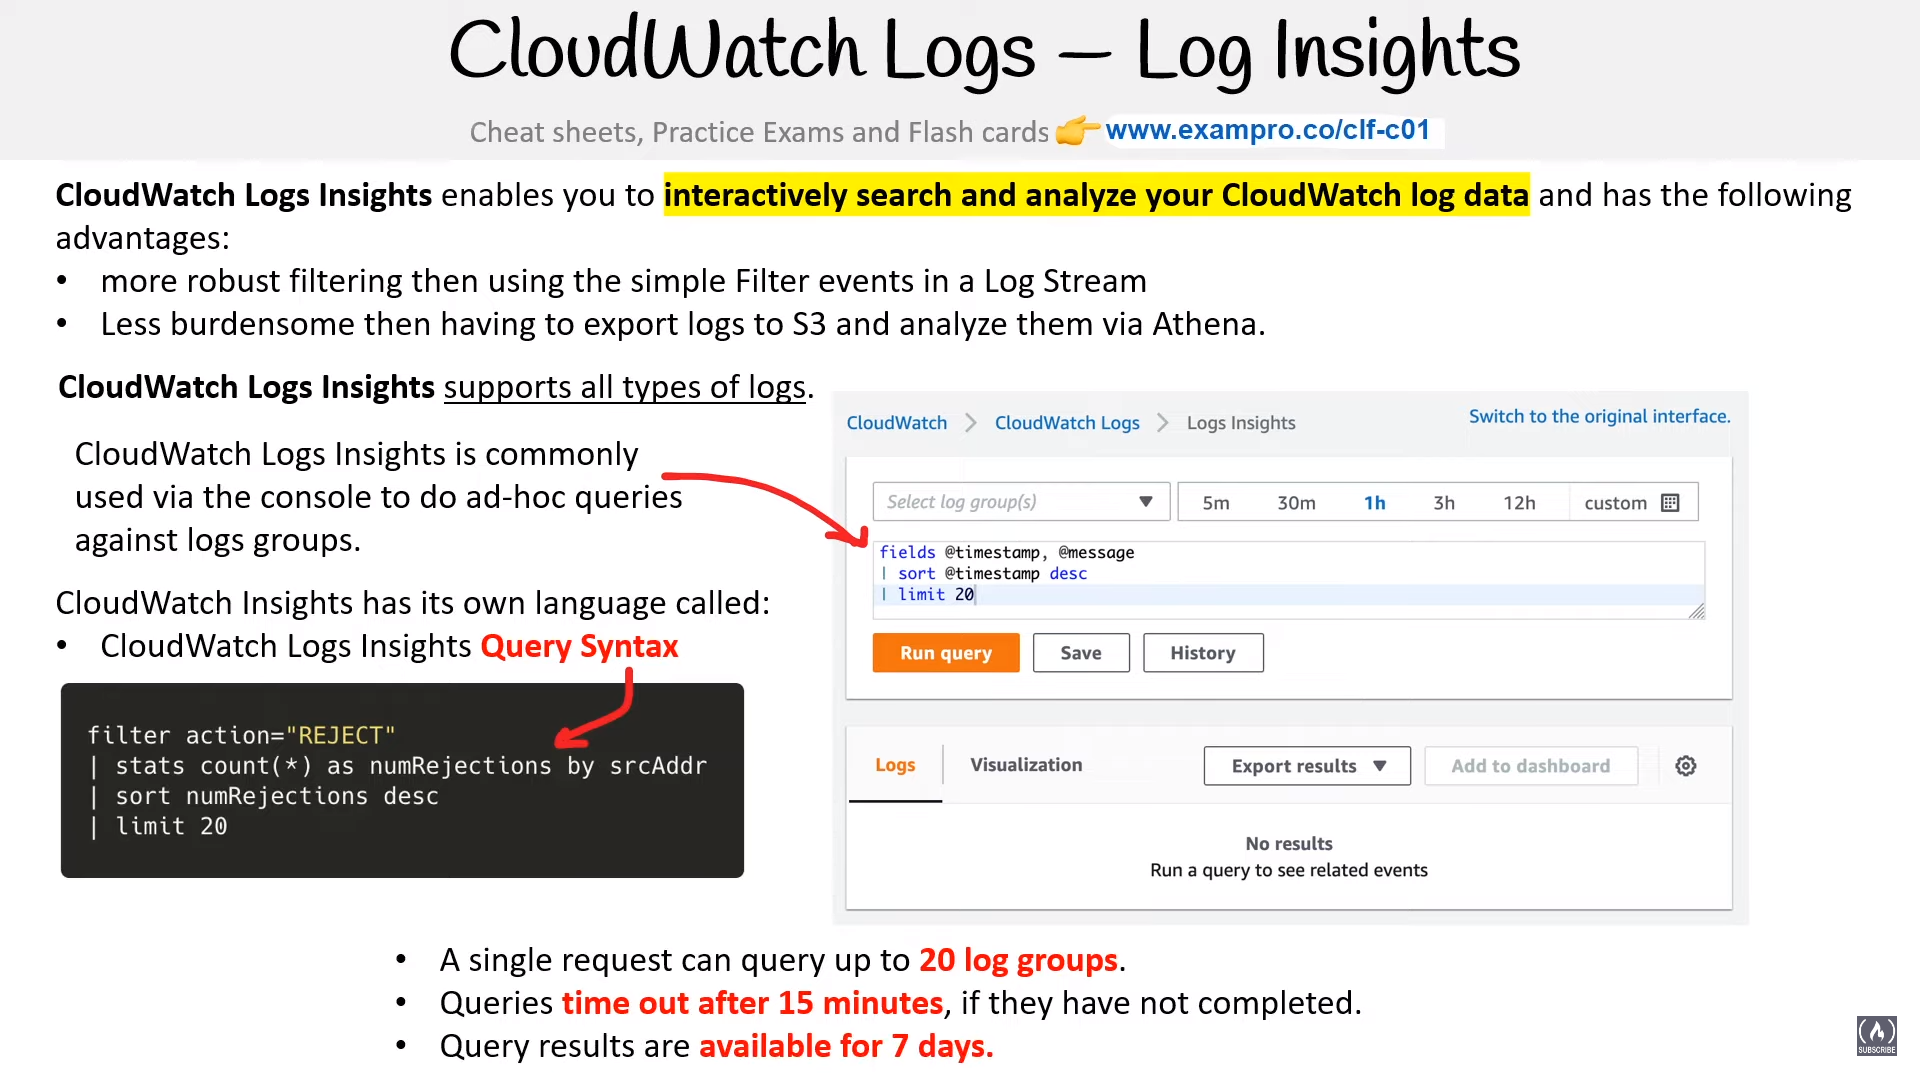 CloudWatch Logs – Log Insights
Cheat sheets, Practice Exams and Flash cards 👉 www.exampro.co/clf-c01
CloudWatch Logs Insights enables you to interactively search and analyze your CloudWatch log data and has the following
advantages:
• more robust filtering then using the simple Filter events in a Log Stream
• Less burdensome then having to export logs to S3 and analyze them via Athena.
CloudWatch Logs Insights supports all types of logs.
CloudWatch Logs Insights is commonly
used via the console to do ad-hoc queries
against logs groups.
CloudWatch Insights has its own language called:
• CloudWatch Logs Insights Query Syntax
filter action="REJECT"
| stats count(*) as numRejections by srcAddr
| sort numRejections desc
| limit 20
CloudWatch > CloudWatch Logs > Logs Insights
Switch to the original interface.
Select log group(s)
5m 30m 1h 3h 12h custom
fields @timestamp, @message
| sort @timestamp desc
| limit 20
Run query Save History
Logs Visualization Export results Add to dashboard
No results
Run a query to see related events
• A single request can query up to 20 log groups.
• Queries time out after 15 minutes, if they have not completed.
• Query results are available for 7 days.
SUBSCRIBE